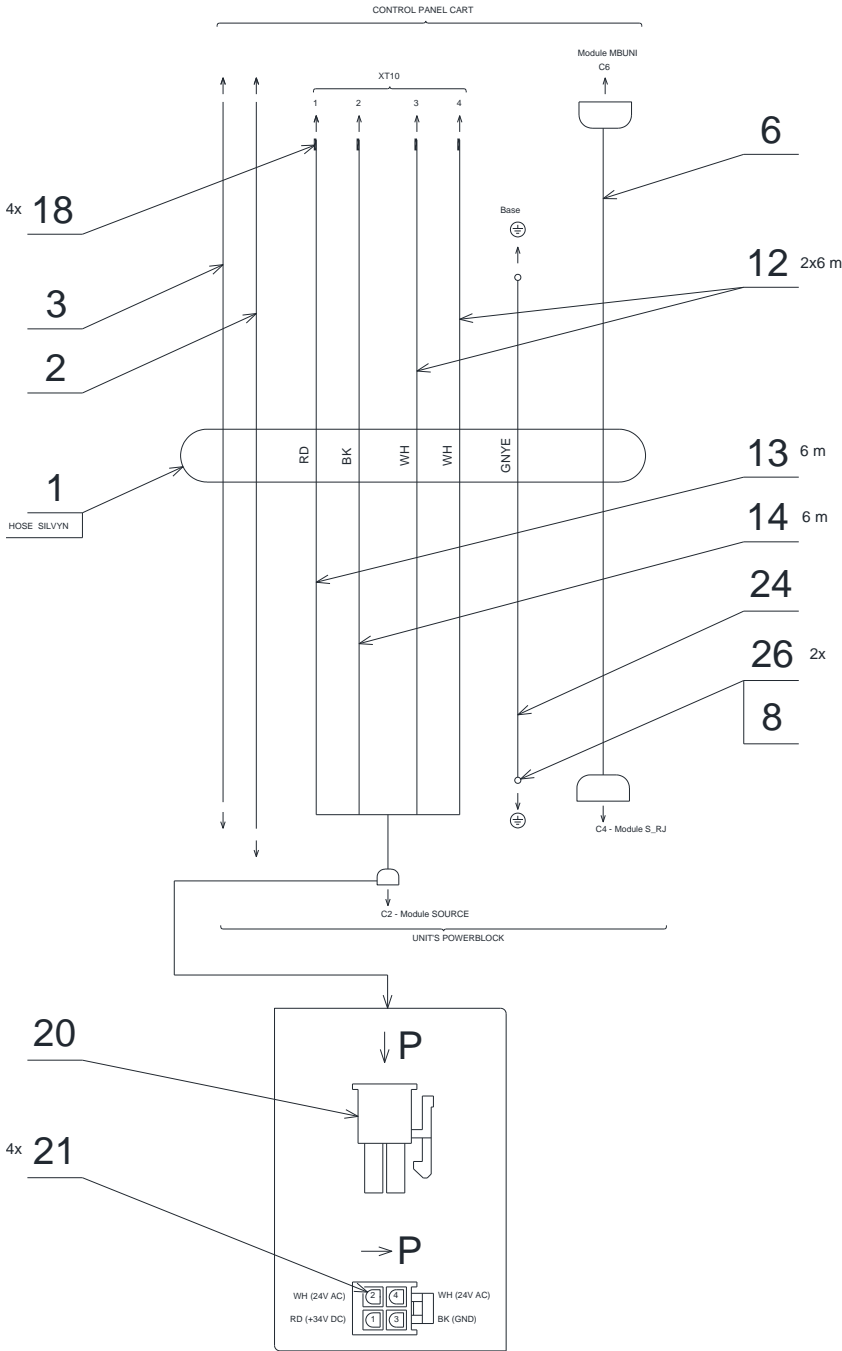 CONTROL PANEL CART
Module MBUNI
C6
XT10
1 2 3 4
6
4x 18
Base
12 2x6 m
3
2
RD BK WH WH GNYE
13 6 m
1
HOSE SILVYN
14 6 m
24
26 2x
8
C4 - Module S_RJ
C2 - Module SOURCE
UNIT'S POWERBLOCK
20
P
4x 21
P
WH (24V AC) 2 4 WH (24V AC)
RD (+34V DC) 1 3 BK (GND)